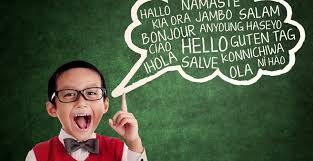 HALLO NAMASTE
KIA ORA JAMBO SALAM
BONJOUR ANYOUNG HASEYO
CIAO HELLO GUTEN TAG
!HOLA SALVE KONNICHIWA
OLA NI HAO